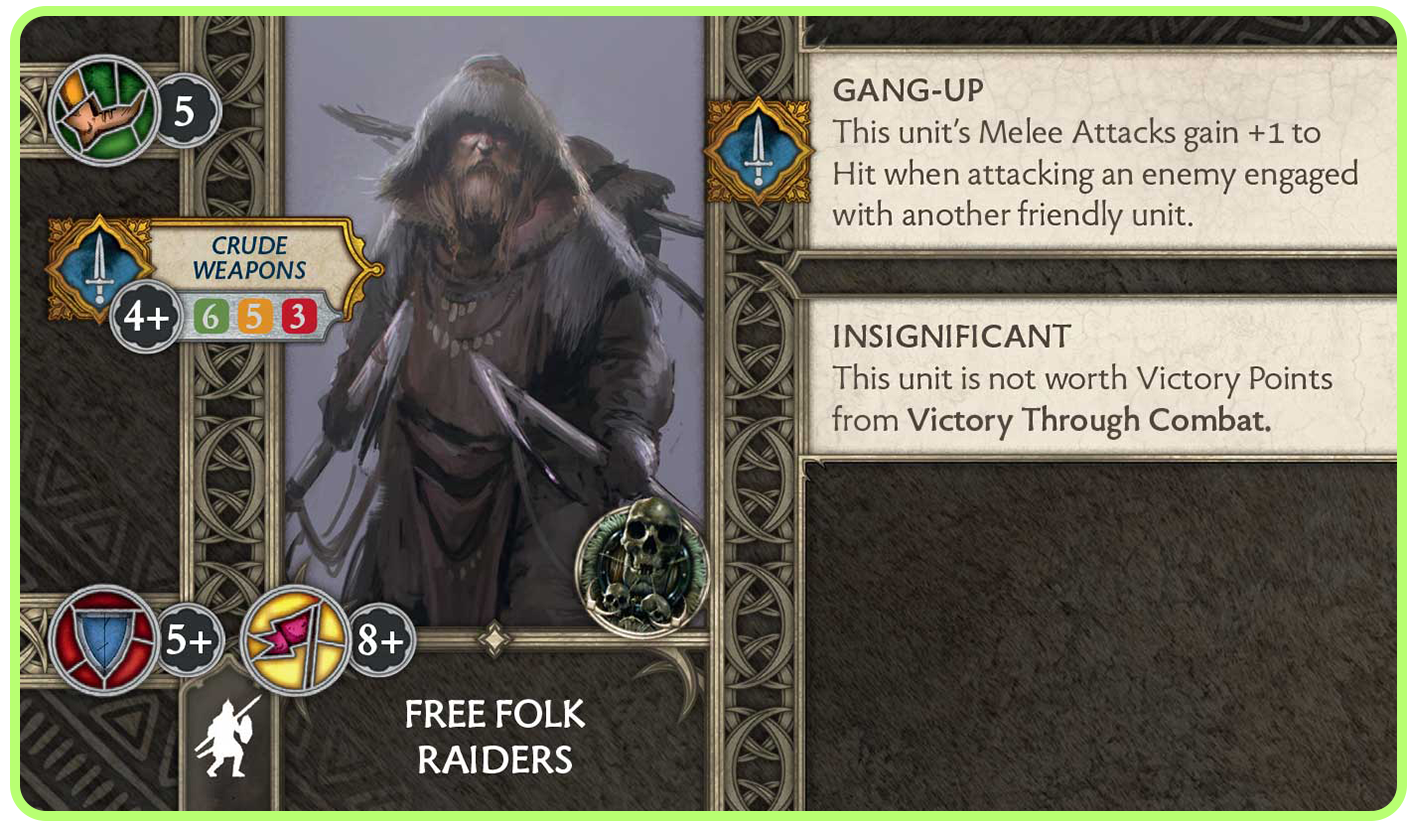 5
CRUDE
WEAPONS
4+ 6 5 3
5+ 8+
FREE FOLK
RAIDERS
GANG-UP
This unit’s Melee Attacks gain +1 to
Hit when attacking an enemy engaged
with another friendly unit.
INSIGNIFICANT
This unit is not worth Victory Points
from Victory Through Combat.